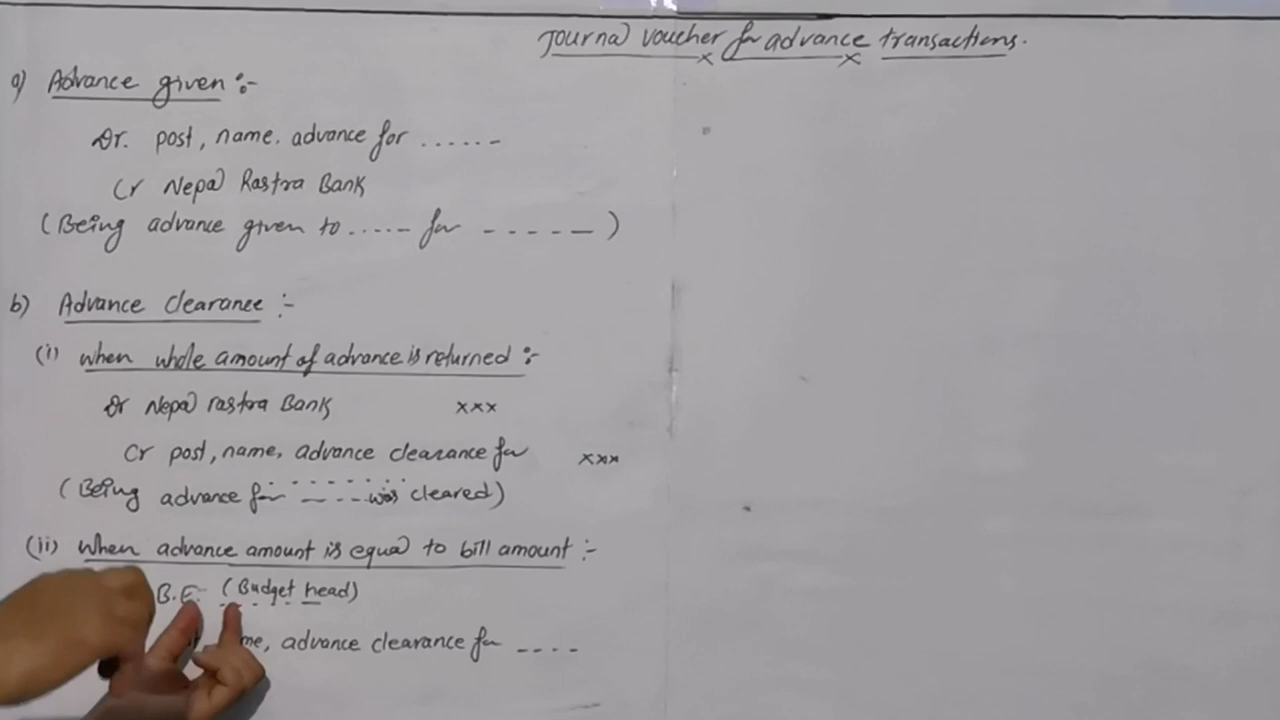 Journal voucher for advance transactions.
a) Advance given :-
Dr. post, name, advance for ......
Cr Nepal Rastra Bank
(Being advance given to ..... for -----)
b) Advance clearance :-
(i) when whole amount of advance is returned :-
Dr Nepal rastra Bank xxx
Cr post, name, advance clearance for xxx
(Being advance for ..... was cleared)
(ii) When advance amount is equal to bill amount :-
B.E. (Budget head)
advance clearance for ----